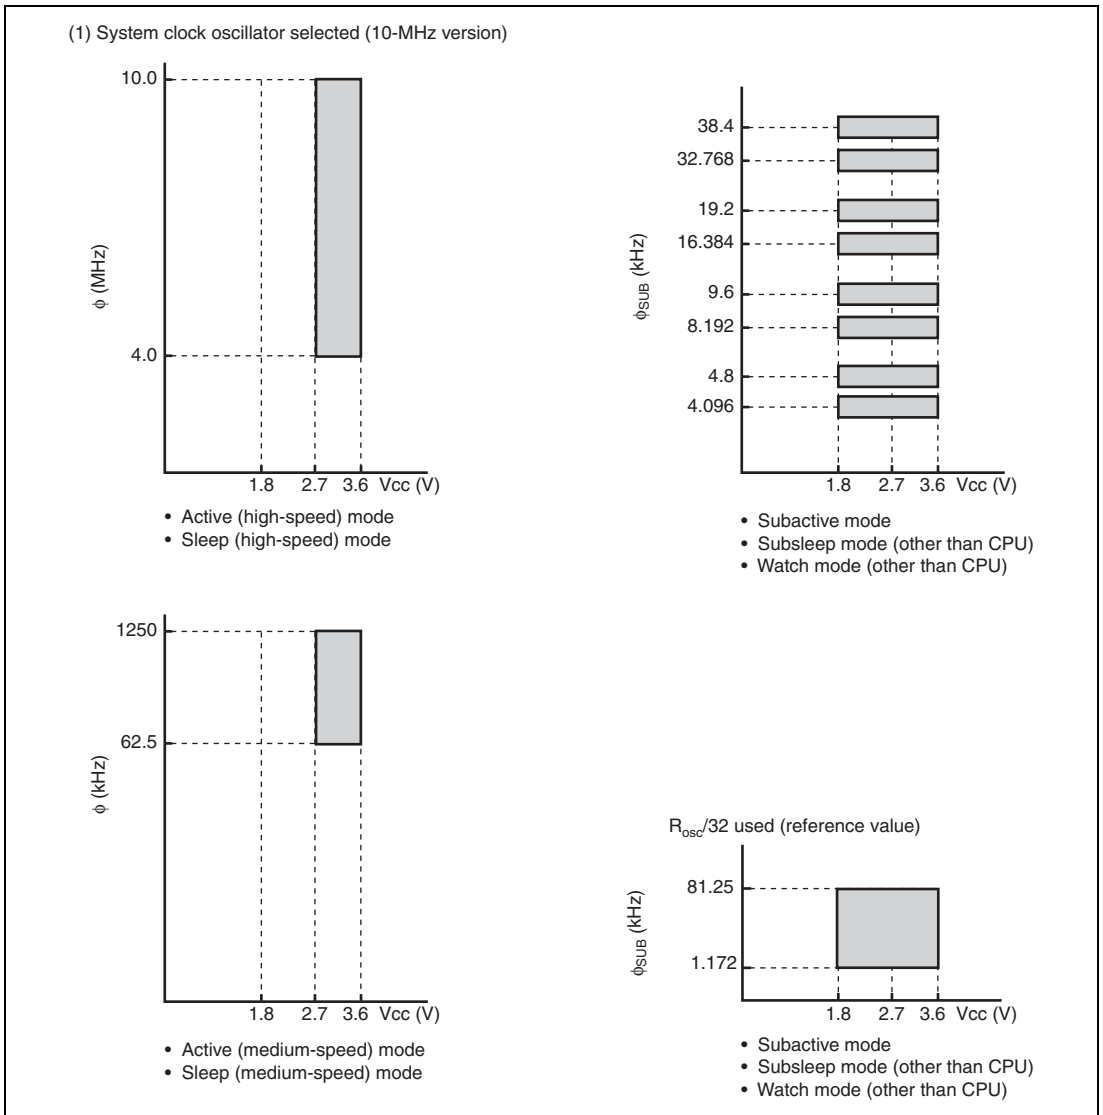 (1) System clock oscillator selected (10-MHz version)
10.0
4.0
φ (MHz)
1.8 2.7 3.6 Vcc (V)
• Active (high-speed) mode
• Sleep (high-speed) mode
38.4
32.768
19.2
16.384
9.6
8.192
4.8
4.096
φSUB (kHz)
1.8 2.7 3.6 Vcc (V)
• Subactive mode
• Subsleep mode (other than CPU)
• Watch mode (other than CPU)
1250
62.5
φ (kHz)
1.8 2.7 3.6 Vcc (V)
• Active (medium-speed) mode
• Sleep (medium-speed) mode
Rosc/32 used (reference value)
81.25
1.172
φSUB (kHz)
1.8 2.7 3.6 Vcc (V)
• Subactive mode
• Subsleep mode (other than CPU)
• Watch mode (other than CPU)